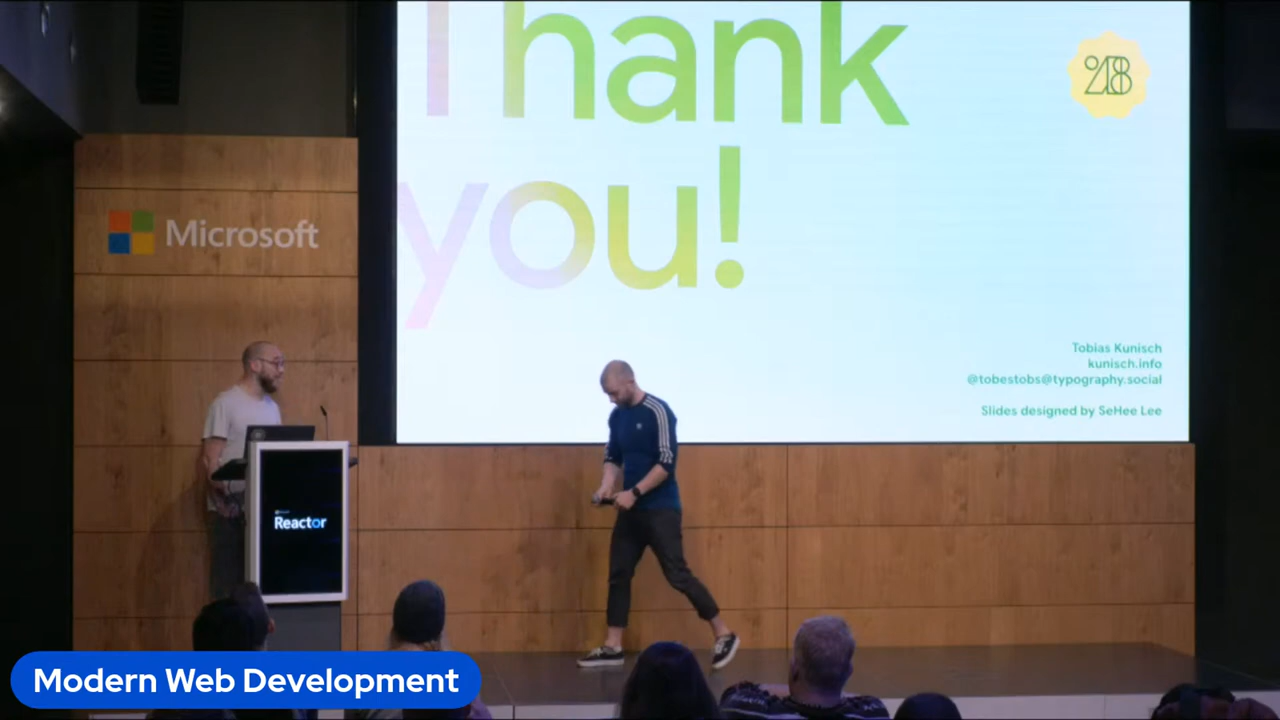 Thank
you!
218
Microsoft
Tobias Kunisch
kunisch.info
@tobestobs@typography.social
Slides designed by SeHee Lee
Reactor
Modern Web Development